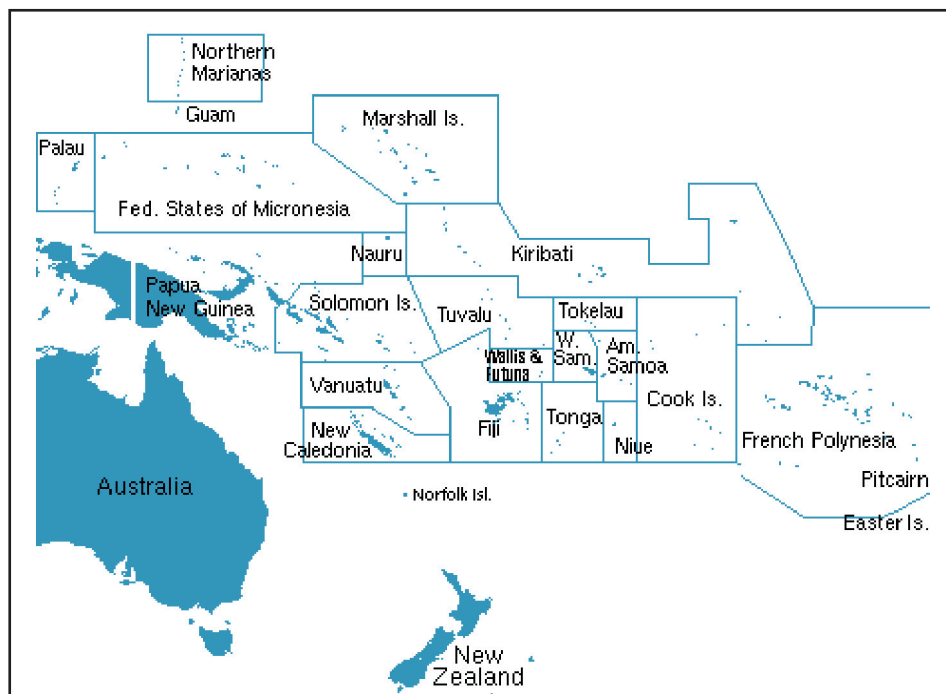 Northern
Marianas
Guam
Marshall Is.
Palau
Fed. States of Micronesia
Nauru
Kiribati
Papua
New Guinea
Solomon Is.
Tuvalu
Tokelau
W.
Sam.
Am.
Samoa
Wallis &
Futuna
Vanuatu
Cook Is.
New
Caledonia
Fiji
Tonga
Niue
French Polynesia
Pitcairn
Easter Is.
Australia
Norfolk Isl.
New
Zealand